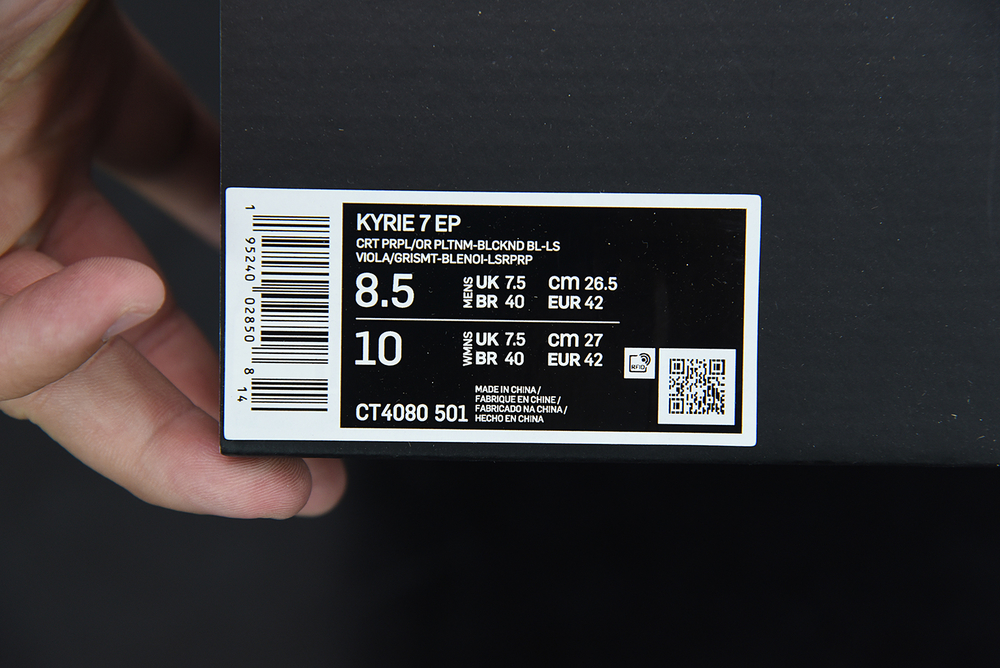 1 95240 02850 8 14
KYRIE 7 EP
CRT PRPL/OR PLTNM-BLCKND BL-LS
VIOLA/GRISMT-BLENOI-LSRPRP
8.5 MENS UK 7.5 cm 26.5
BR 40 EUR 42
10 WMNS UK 7.5 cm 27
BR 40 EUR 42
RFID
MADE IN CHINA /
FABRIQUE EN CHINE /
FABRICADO NA CHINA /
HECHO EN CHINA
CT4080 501